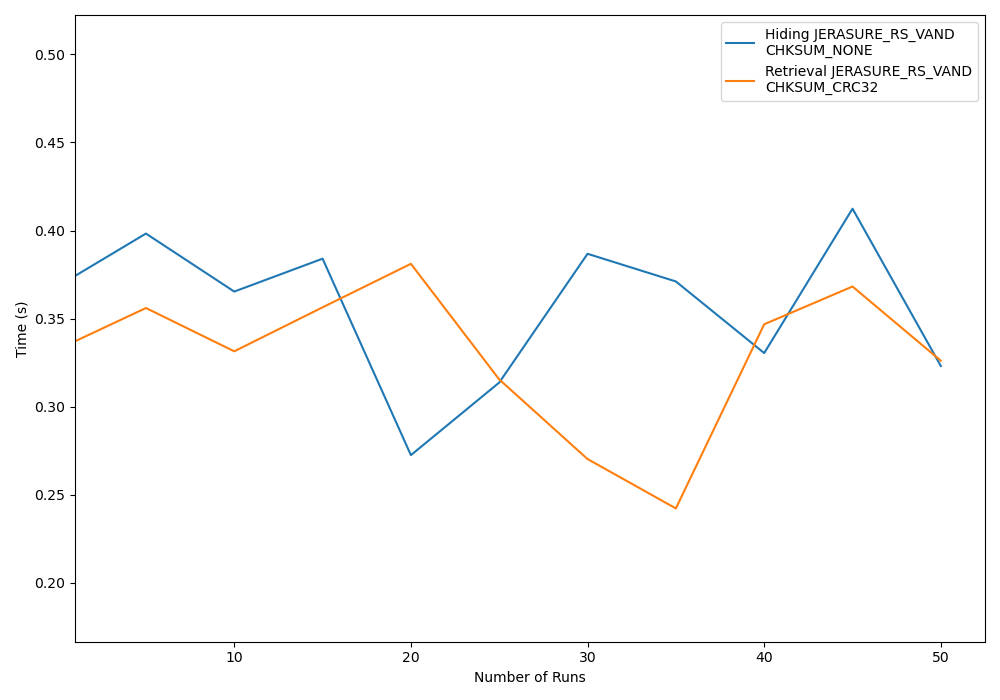 Hiding JERASURE_RS_VAND
CHKSUM_NONE
Retrieval JERASURE_RS_VAND
CHKSUM_CRC32
0.50
0.45
0.40
0.35
0.30
0.25
0.20
Time (s)
10 20 30 40 50
Number of Runs